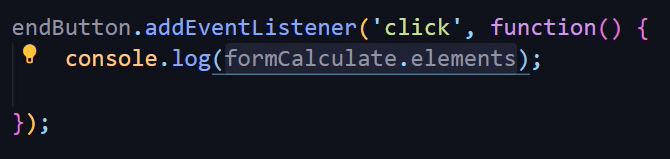 endButton.addEventListener('click', function() {
console.log(formCalculate.elements);
});